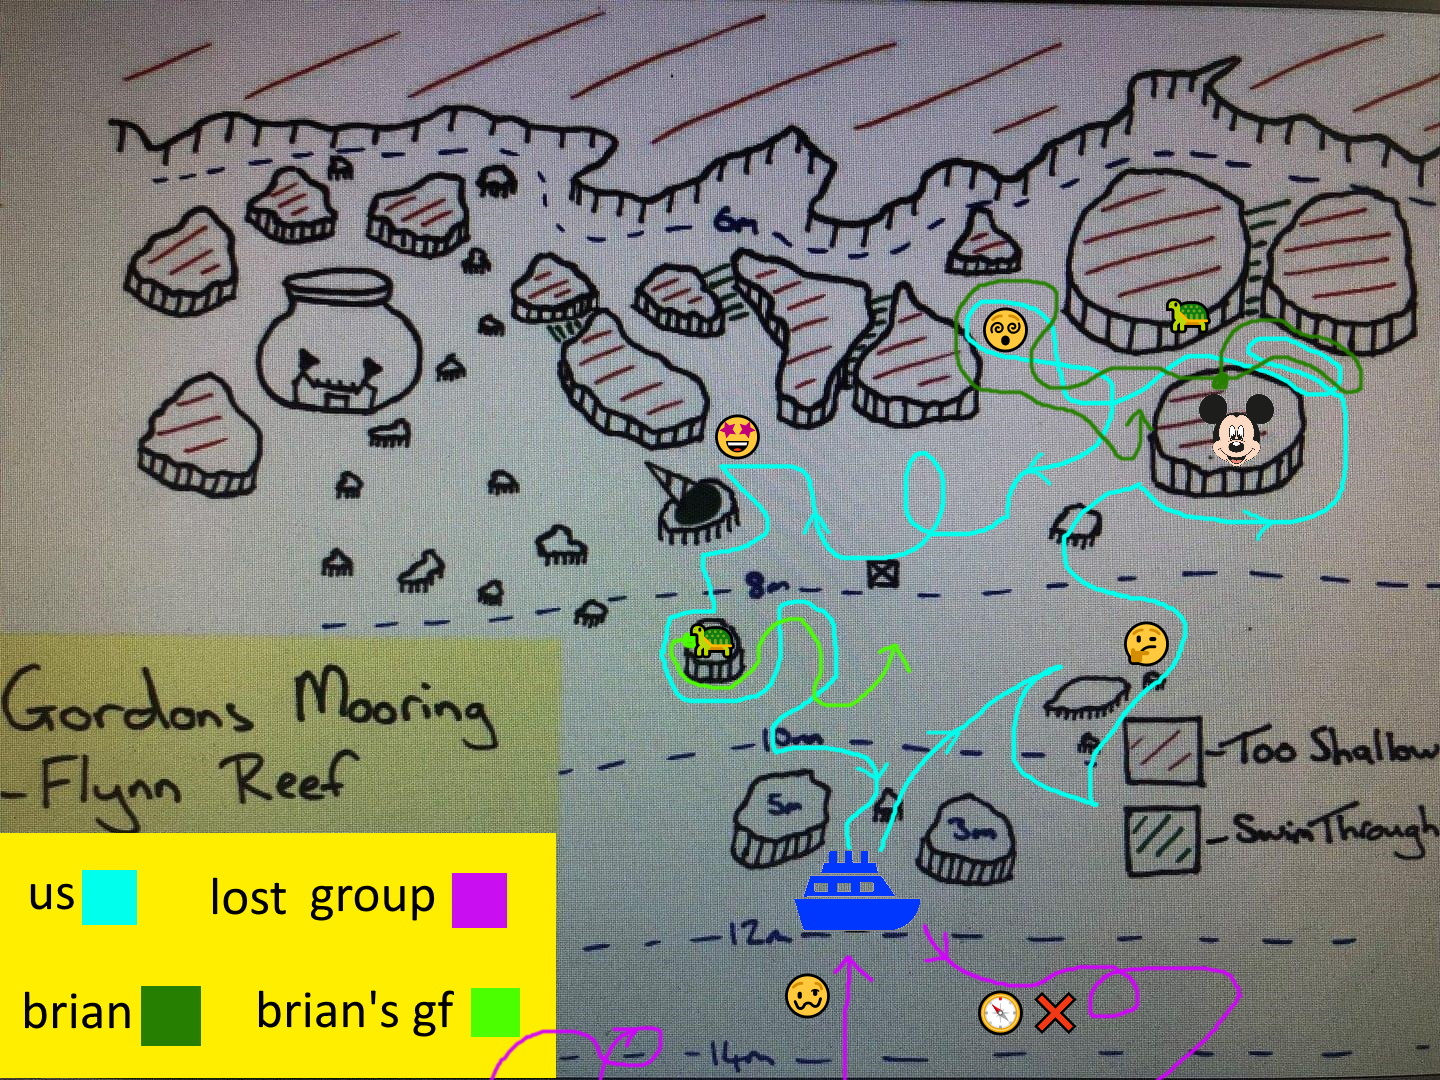 6m
8m
10m
Gordons Mooring
- Flynn Reef
5m
3m
- Too Shallow
- Swim Through
12m
14m
us
lost group
brian
brian's gf